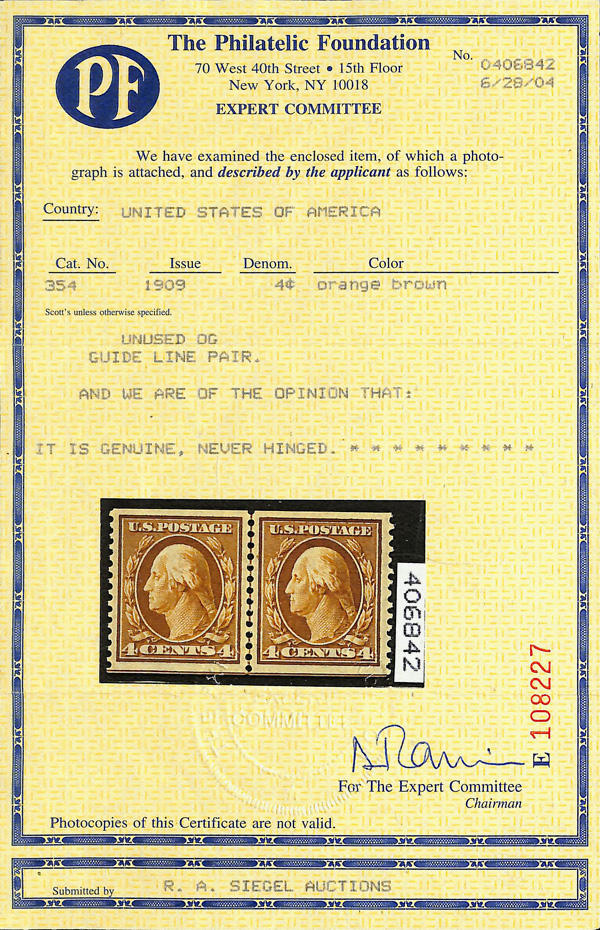 PF
The Philatelic Foundation
70 West 40th Street • 15th Floor
New York, NY 10018
EXPERT COMMITTEE
No. 0406842
6/28/04
We have examined the enclosed item, of which a photo-
graph is attached, and described by the applicant as follows:
Country: UNITED STATES OF AMERICA
Cat. No. Issue Denom. Color
354 1909 4¢ orange brown
Scott's unless otherwise specified.
UNUSED OG
GUIDE LINE PAIR.
AND WE ARE OF THE OPINION THAT:
IT IS GENUINE, NEVER HINGED. * * * * * * * * *
U.S.POSTAGE U.S.POSTAGE
4 CENTS 4 4 CENTS 4
406842
COMMITTEE
E 108227
For The Expert Committee
Chairman
Photocopies of this Certificate are not valid.
Submitted by R. A. SIEGEL AUCTIONS